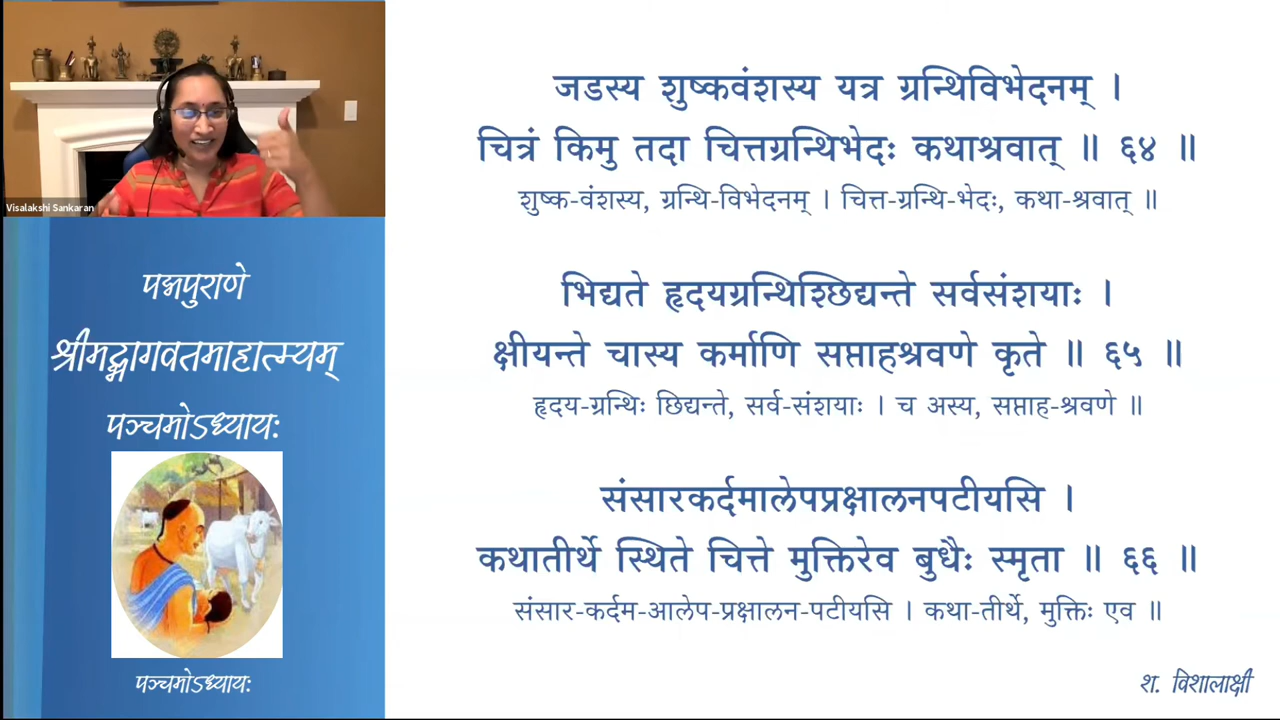 Visalakshi Sankaran
पद्मपुराणे
श्रीमद्भागवतमाहात्म्यम्
पञ्चमोऽध्यायः
पञ्चमोऽध्यायः
जडस्य शुष्कवंशस्य यत्र ग्रन्थिविभेदनम् ।
चित्रं किमु तदा चित्तग्रन्थिभेदः कथाश्रवात् ॥ ६४ ॥
शुष्क-वंशस्य, ग्रन्थि-विभेदनम् । चित्त-ग्रन्थि-भेदः, कथा-श्रवात् ॥
भिद्यते हृदयग्रन्थिश्छिद्यन्ते सर्वसंशयाः ।
क्षीयन्ते चास्य कर्माणि सप्ताहश्रवणे कृते ॥ ६५ ॥
हृदय-ग्रन्थिः छिद्यन्ते, सर्व-संशयाः । च अस्य, सप्ताह-श्रवणे ॥
संसारकर्दमालेपप्रक्षालनपटीयसि ।
कथातीर्थे स्थिते चित्ते मुक्तिरेव बुधैः स्मृता ॥ ६६ ॥
संसार-कर्दम-आलेप-प्रक्षालन-पटीयसि । कथा-तीर्थे, मुक्तिः एव ॥
श. विशालाक्षी